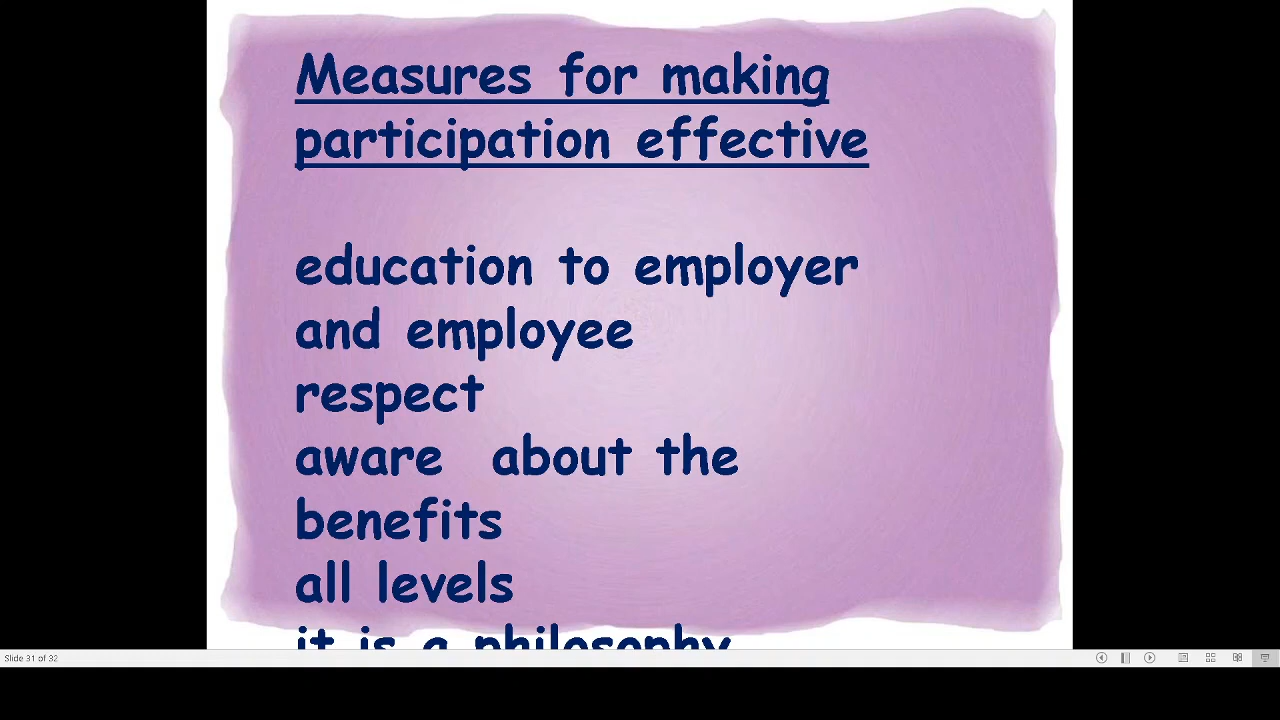 Measures for making
participation effective
education to employer
and employee
respect
aware about the
benefits
all levels
it is a philosophy
Slide 31 of 32